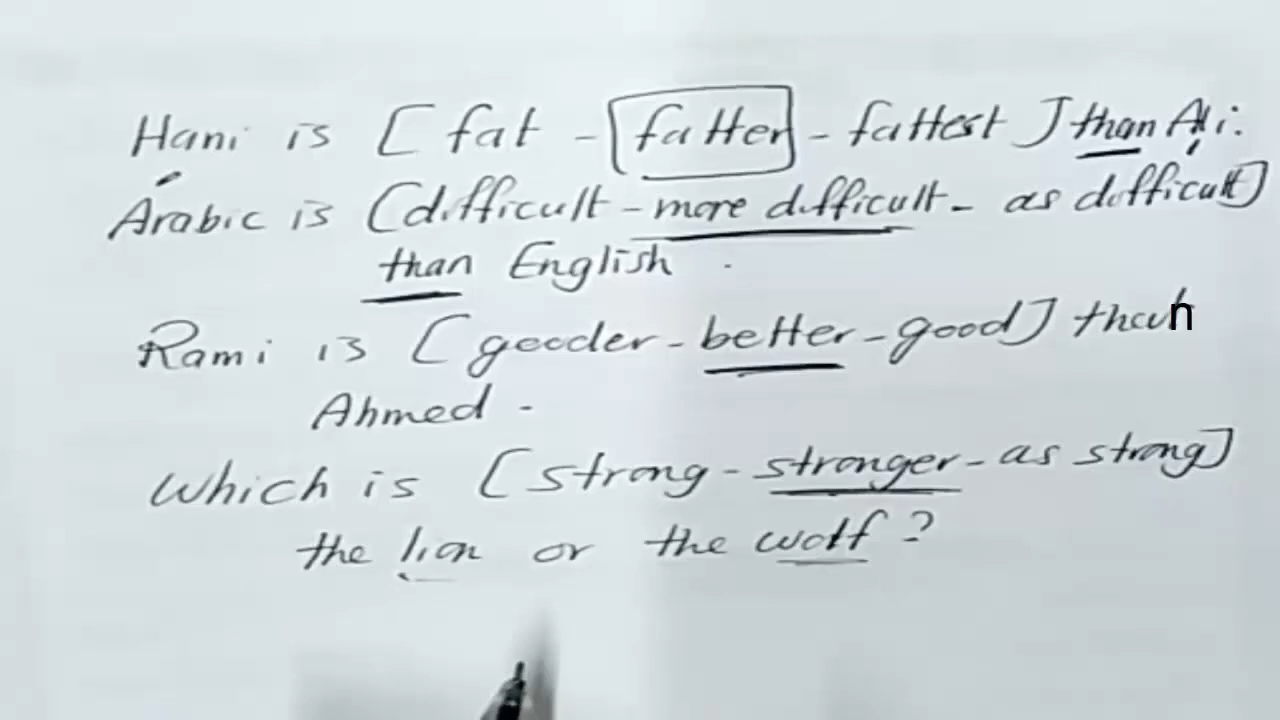 Hani is [ fat - fatter - fattest ] than Ali.
Arabic is (difficult - more difficult - as difficult]
than English .
Rami is [ gooder - better - good ] than
Ahmed .
Which is [ strong - stronger - as strong ]
the lion or the wolf ?